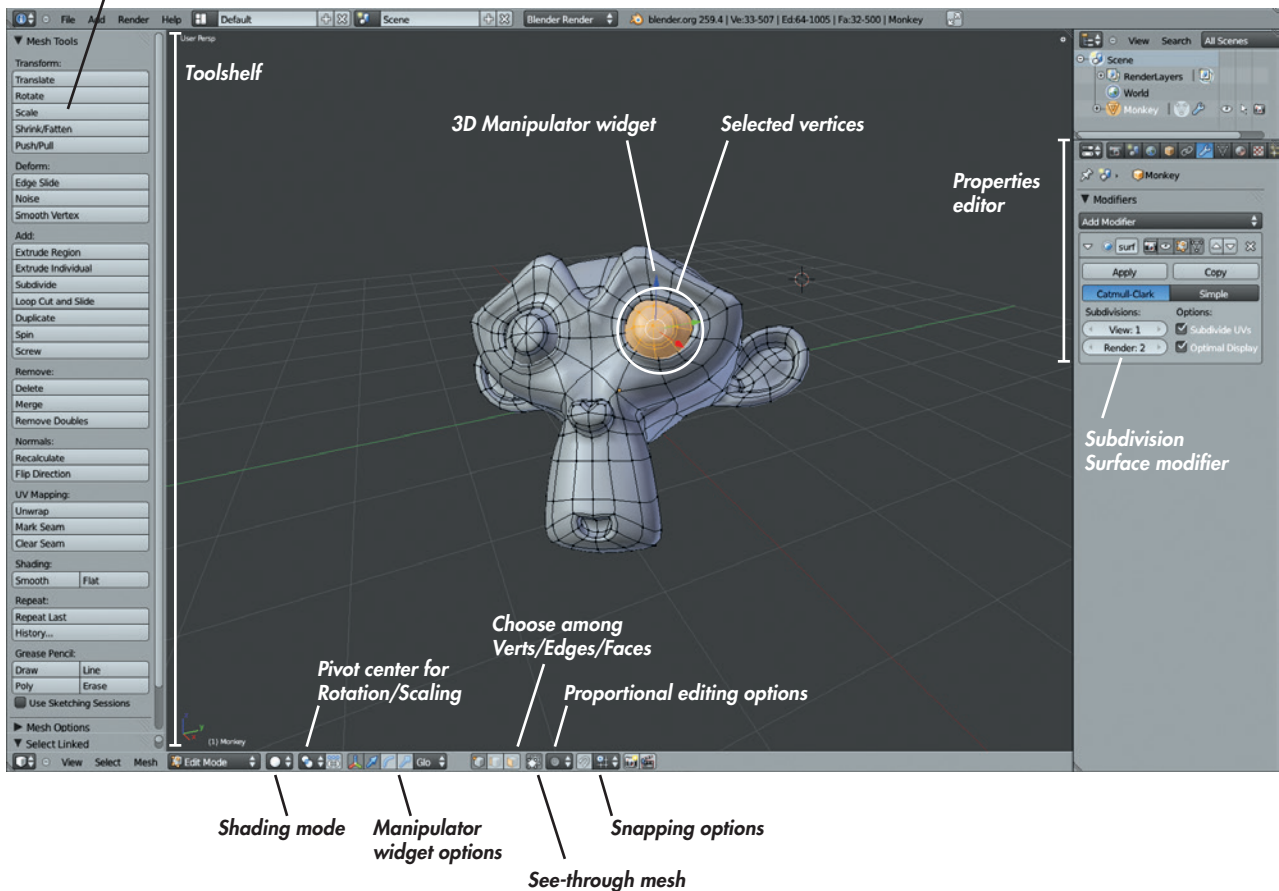 File Add Render Help Default Scene Blender Render blender.org 259.4 | Ve:33-507 | Ed:64-1005 | Fa:32-500 | Monkey
Mesh Tools
Transform:
Translate
Rotate
Scale
Shrink/Fatten
Push/Pull
Deform:
Edge Slide
Noise
Smooth Vertex
Add:
Extrude Region
Extrude Individual
Subdivide
Loop Cut and Slide
Duplicate
Spin
Screw
Remove:
Delete
Merge
Remove Doubles
Normals:
Recalculate
Flip Direction
UV Mapping:
Unwrap
Mark Seam
Clear Seam
Shading:
Smooth Flat
Repeat:
Repeat Last
History...
Grease Pencil:
Draw Line
Poly Erase
Use Sketching Sessions
Mesh Options
Select Linked
User Persp
Toolshelf
3D Manipulator widget
Selected vertices
Properties
editor
View Search All Scenes
Scene
RenderLayers
World
Monkey
Monkey
Modifiers
Add Modifier
surf
Apply Copy
Catmull-Clark Simple
Subdivisions: Options:
View: 1 Subdivide UVs
Render: 2 Optimal Display
Subdivision
Surface modifier
Choose among
Verts/Edges/Faces
Pivot center for
Rotation/Scaling
Proportional editing options
z
y
x
(1) Monkey
View Select Mesh Edit Mode Glo
Shading mode
Manipulator
widget options
Snapping options
See-through mesh